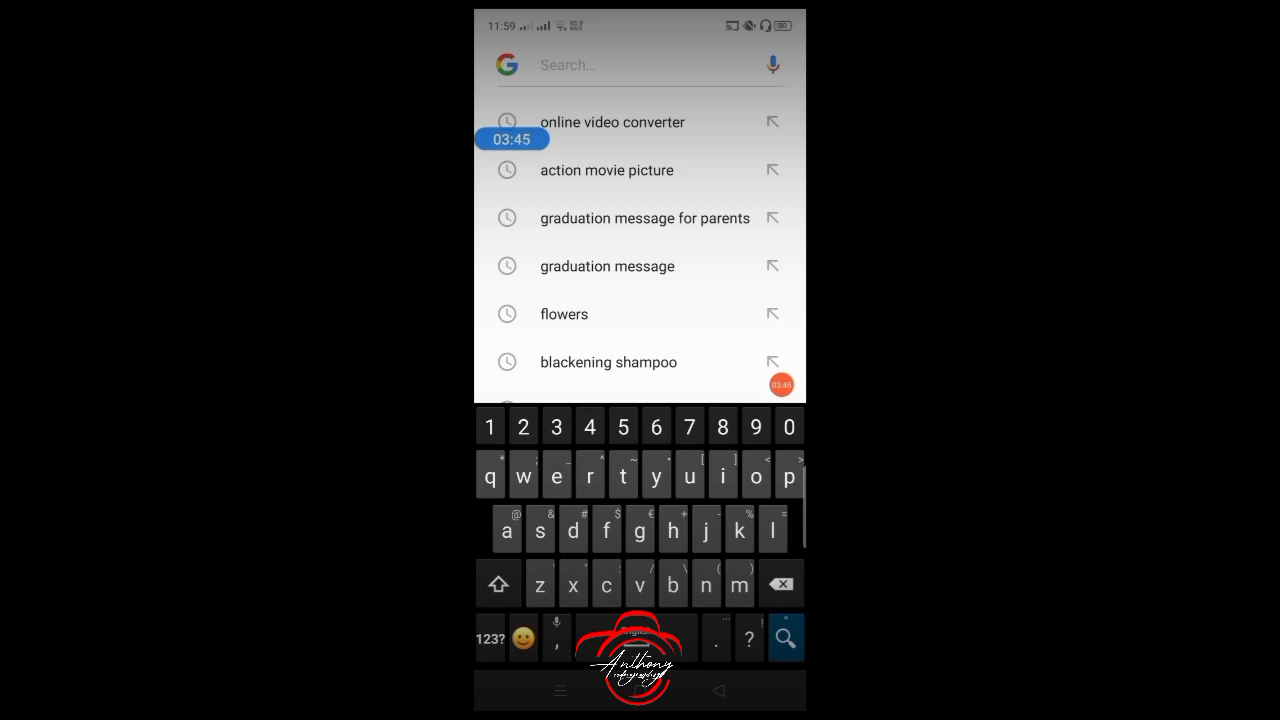 11:59
Search...
online video converter
03:45
action movie picture
graduation message for parents
graduation message
flowers
blackening shampoo
03:45
1 2 3 4 5 6 7 8 9 0
q w e r t y u i o p
@ & # $ € + - % =
a s d f g h j k l
z x c v b n m
123? , . ?
English
Anthony